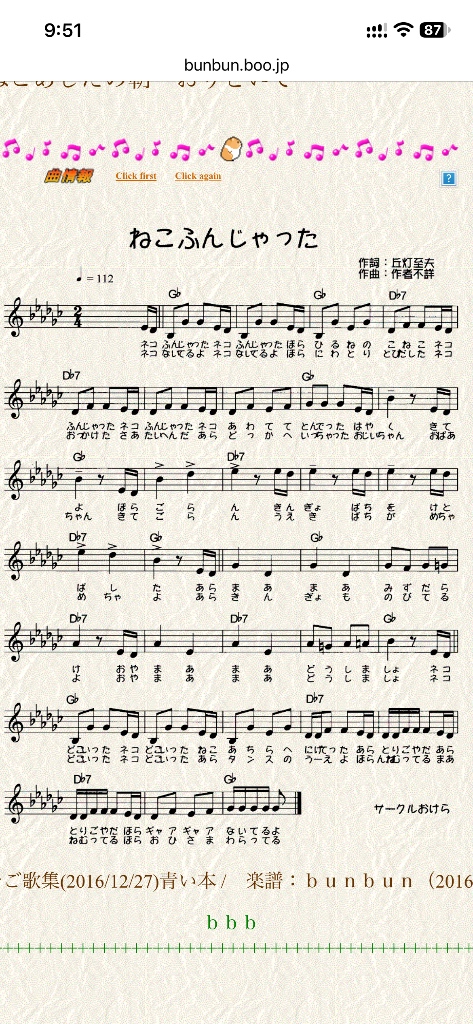 9:51
87
bunbun.boo.jp
曲情報 Click first Click again ?
ねこふんじゃった
作詞：丘灯至夫
作曲：作者不詳
♩ = 112
G♭ G♭ D♭7
ネコ ふんじゃった ネコ ふんじゃった ほら ひ る ね の こ ね こ ネコ
ネコ ないてるよ ネコ ないてるよ ほら に わ と り とびだした ネコ
D♭7 G♭
ふんじゃった ネコ ふんじゃった ネコ あ わ て て とんでった は や く き て
おっかけた さあ たいへんだ あら ど っ か へ いっちゃった おじいちゃん おばあ
G♭ D♭7
よ ほら ご ら ん きん ぎょ ばち を けと
ちゃん きて ご ら ん うえ き ばち が めちゃ
D♭7 G♭ G♭
ば し た あら ま あ ま あ み ず だ ら
め ちゃ よ あら き ん ぎょ も の び て る
D♭7 D♭7 G♭
け おや ま あ ま あ ど う し ま しょ ネコ
よ おや ま あ ま あ ど う し ま しょ ネコ
G♭ D♭7
どこいった ネコ どこいった ねこ あ ち ら へ にげてった あら とりごやだ あら
どこいった ネコ どこいった あら タ ン ス の うーえ よ ほら ねむってる まあ
D♭7 G♭
とりごやだ ほら ギャ ア ギャ ア ないてるよ
ねむってる ほら お ひ さ ま わらってる
サークルおけら
ご歌集(2016/12/27)青い本 / 楽譜：ｂｕｎｂｕｎ（2016
ｂｂｂ